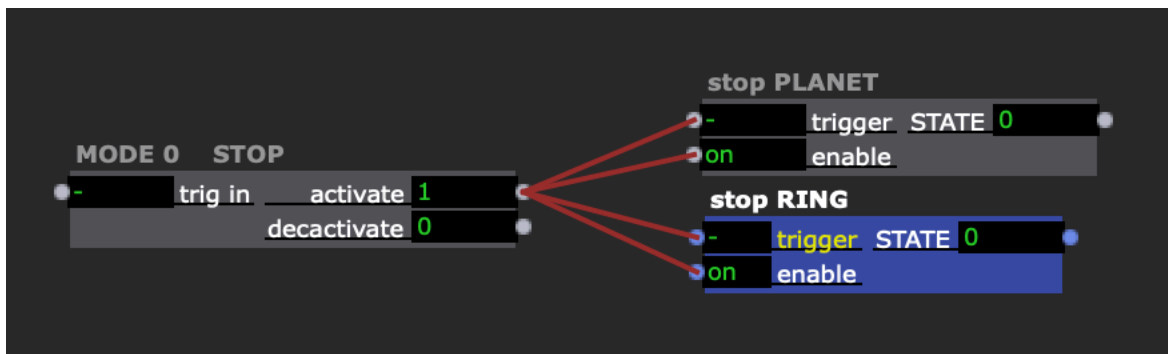 MODE 0 STOP
- trig in activate 1
decactivate 0
stop PLANET
- trigger STATE 0
on enable
stop RING
- trigger STATE 0
on enable